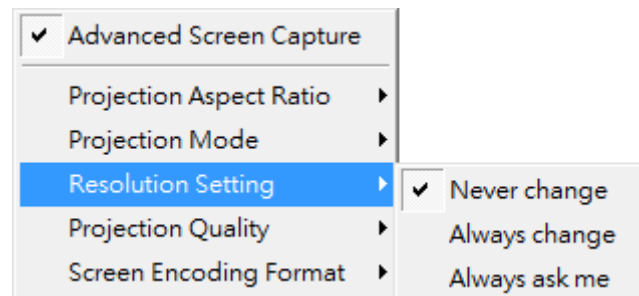 Advanced Screen Capture
Projection Aspect Ratio
Projection Mode
Resolution Setting
Never change
Projection Quality
Always change
Screen Encoding Format
Always ask me